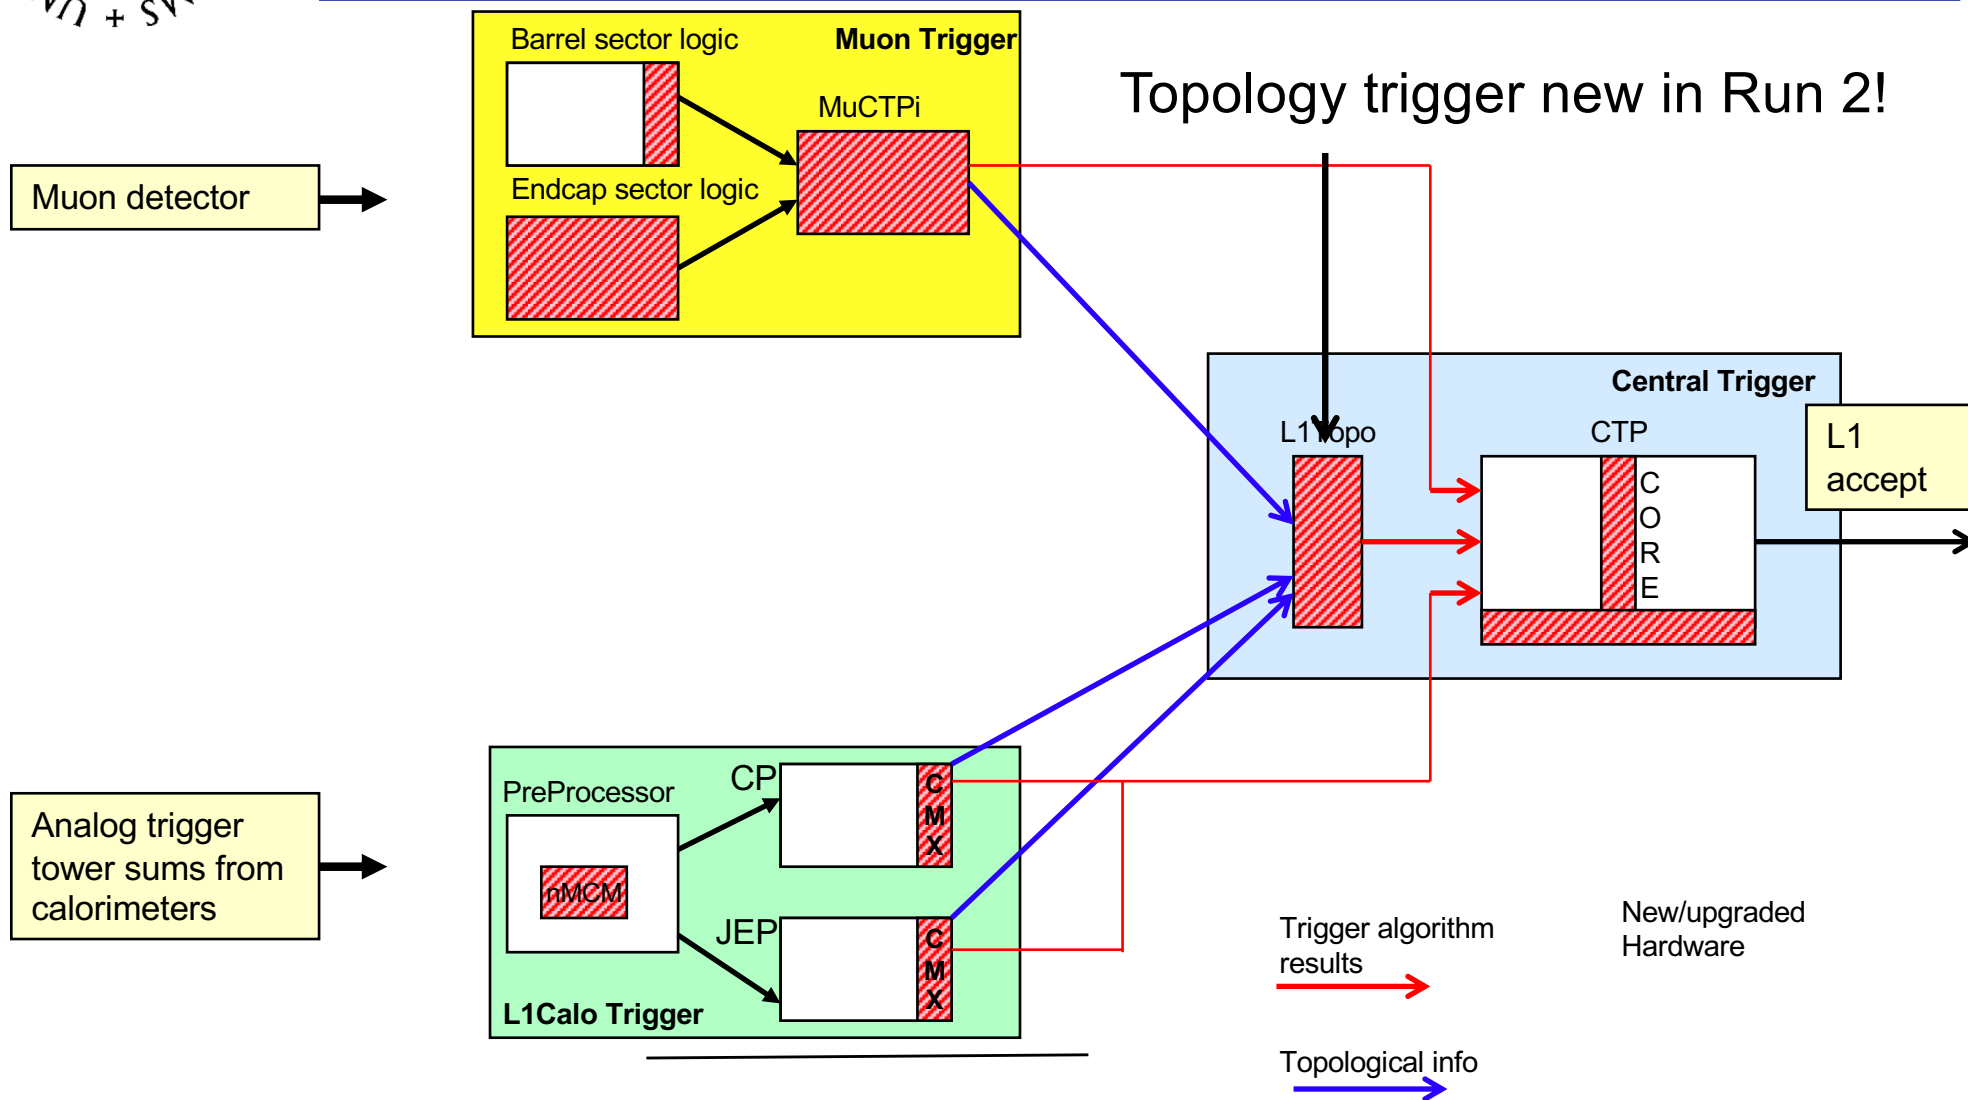 Barrel sector logic
Muon Trigger
MuCTPi
Endcap sector logic
Topology trigger new in Run 2!
Muon detector
Central Trigger
L1Topo
CTP
C
O
R
E
L1
accept
PreProcessor
CP
nMCM
JEP
C
M
X
C
M
X
L1Calo Trigger
Analog trigger
tower sums from
calorimeters
Trigger algorithm
results
New/upgraded
Hardware
Topological info